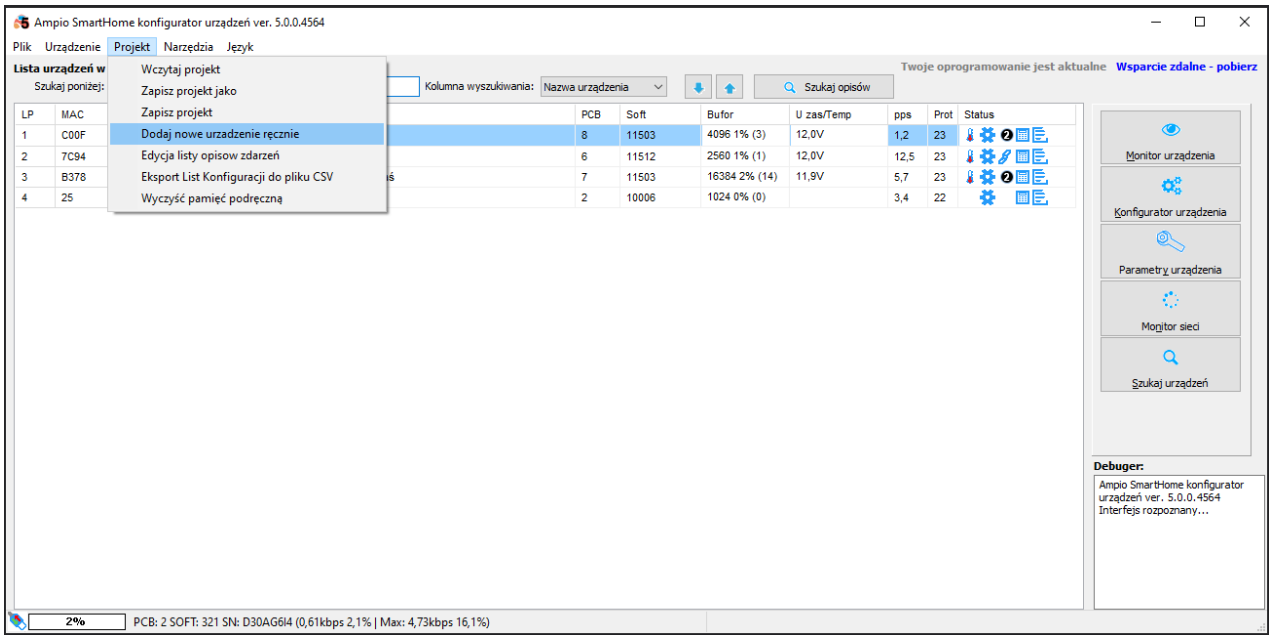 Ampio SmartHome konfigurator urządzeń ver. 5.0.0.4564
Plik Urządzenie Projekt Narzędzia Język
Lista urządzeń w
Twoje oprogramowanie jest aktualne Wsparcie zdalne - pobierz
Szukaj poniżej:
Kolumna wyszukiwania: Nazwa urządzenia
Szukaj opisów
Wczytaj projekt
Zapisz projekt jako
Zapisz projekt
Dodaj nowe urzadzenie ręcznie
Edycja listy opisow zdarzeń
Eksport List Konfiguracji do pliku CSV
Wyczyść pamięć podręczną
LP MAC PCB Soft Bufor U zas/Temp pps Prot Status
1 C00F 8 11503 4096 1% (3) 12,0V 1,2 23 2
2 7C94 6 11512 2560 1% (1) 12,0V 12,5 23
3 B378 aś 7 11503 16384 2% (14) 11,9V 5,7 23 2
4 25 2 10006 1024 0% (0) 3,4 22
Monitor urządzenia
Konfigurator urządzenia
Parametry urządzenia
Monitor sieci
Szukaj urządzeń
Debuger:
Ampio SmartHome konfigurator
urządzeń ver. 5.0.0.4564
Interfejs rozpoznany...
2% PCB: 2 SOFT: 321 SN: D30AG6I4 (0,61kbps 2,1% | Max: 4,73kbps 16,1%)